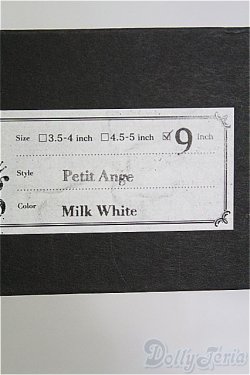 Size □3.5-4 inch □4.5-5 inch ☑9 inch
Style Petit Ange
Color Milk White
DollyTeria